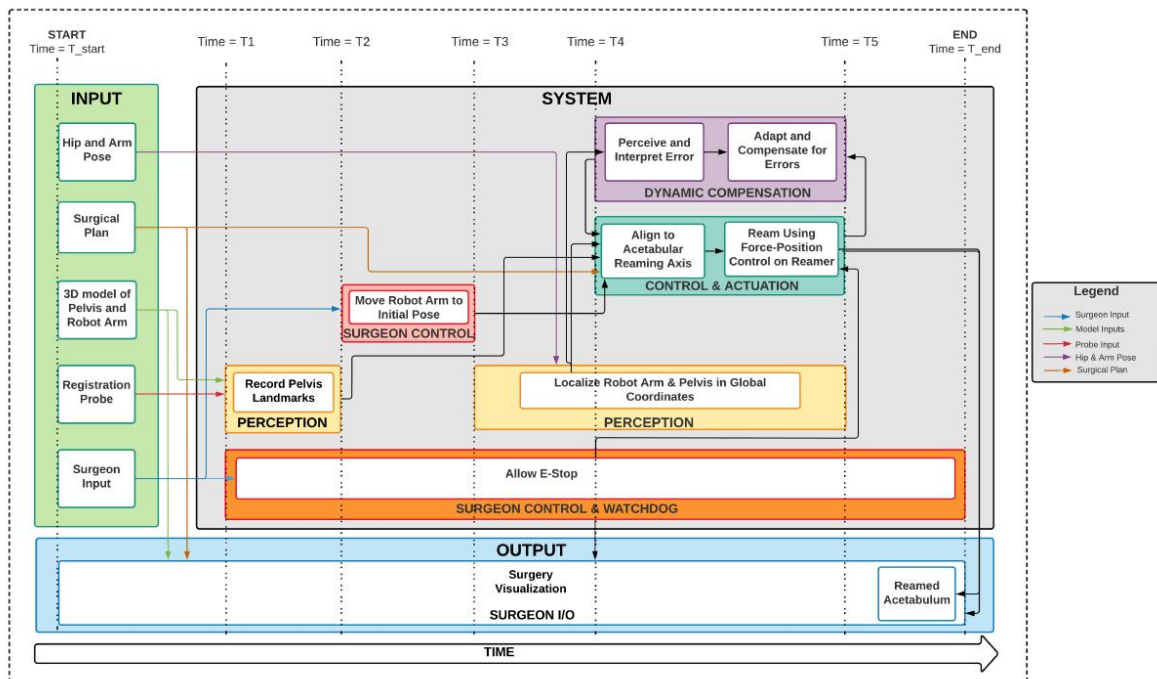 START
Time = T_start
Time = T1
Time = T2
Time = T3
Time = T4
Time = T5
END
Time = T_end
INPUT
Hip and Arm
Pose
Surgical
Plan
3D model of
Pelvis and
Robot Arm
Registration
Probe
Surgeon
Input
SYSTEM
Perceive and
Interpret Error
Adapt and
Compensate for
Errors
DYNAMIC COMPENSATION
Align to
Acetabular
Reaming Axis
Ream Using
Force-Position
Control on Reamer
CONTROL & ACTUATION
Move Robot Arm to
Initial Pose
SURGEON CONTROL
Record Pelvis
Landmarks
PERCEPTION
Localize Robot Arm & Pelvis in Global
Coordinates
PERCEPTION
Allow E-Stop
SURGEON CONTROL & WATCHDOG
OUTPUT
Surgery
Visualization
SURGEON I/O
Reamed
Acetabulum
TIME
Legend
Surgeon Input
Model Inputs
Probe Input
Hip & Arm Pose
Surgical Plan